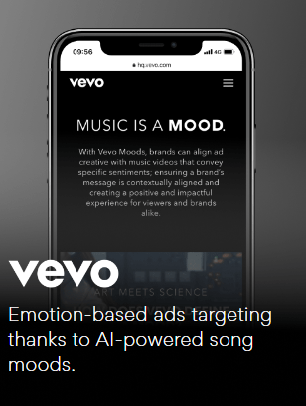 09:56
4G
hq.vevo.com
vevo
MUSIC IS A MOOD.
With Vevo Moods, brands can align ad
creative with music videos that convey
specific sentiments; ensuring a brand's
message is contextually aligned and
creating a positive and impactful
experience for viewers and brands
alike.
ART MEETS SCIENCE
vevo
Emotion-based ads targeting
thanks to AI-powered song
moods.